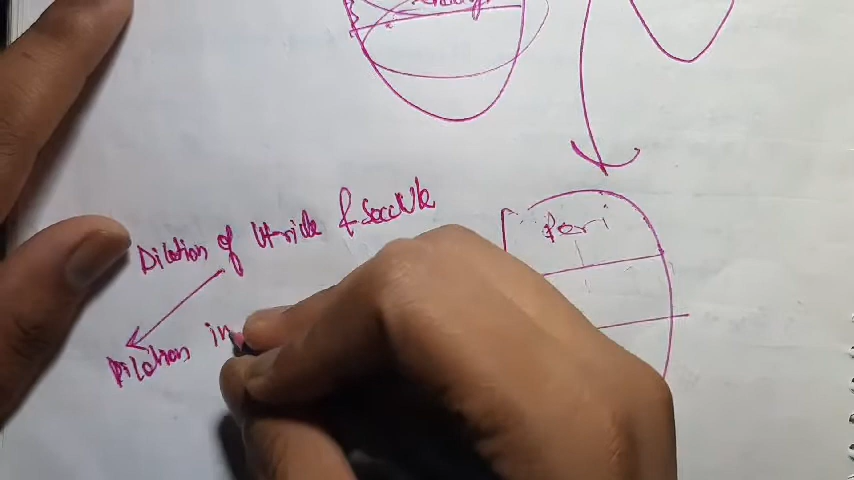 Dilation of Utricle & Saccule
Peri
Dilation in